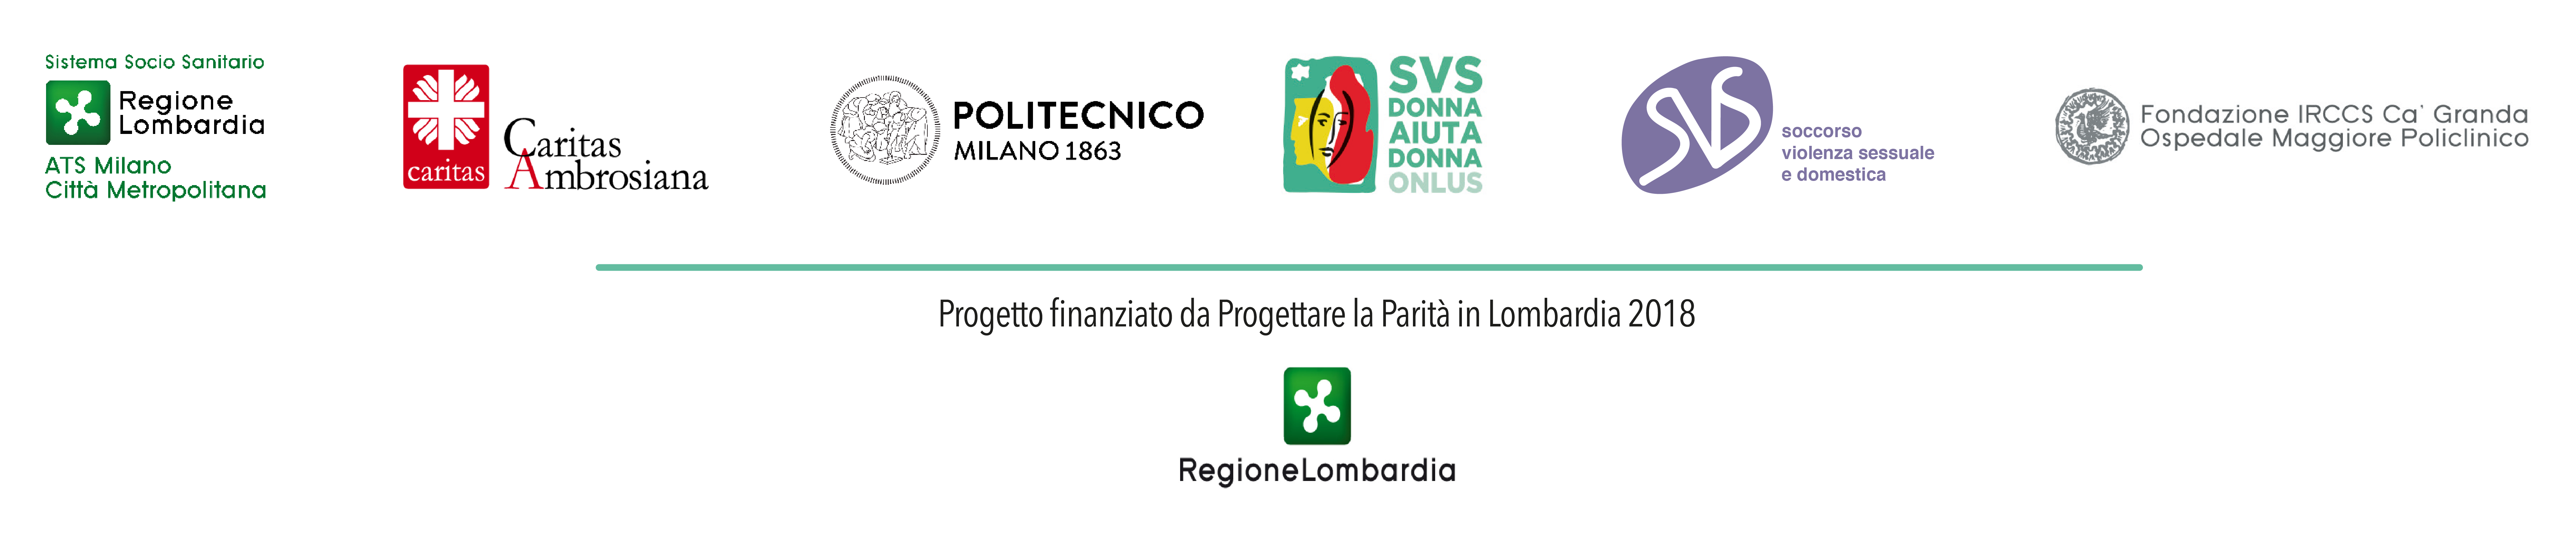 Sistema Socio Sanitario
Regione
Lombardia
ATS Milano
Città Metropolitana
caritas
Caritas
Ambrosiana
POLITECNICO
MILANO 1863
SVS
DONNA
AIUTA
DONNA
ONLUS
SVS
soccorso
violenza sessuale
e domestica
Fondazione IRCCS Ca' Granda
Ospedale Maggiore Policlinico
Progetto finanziato da Progettare la Parità in Lombardia 2018
RegioneLombardia